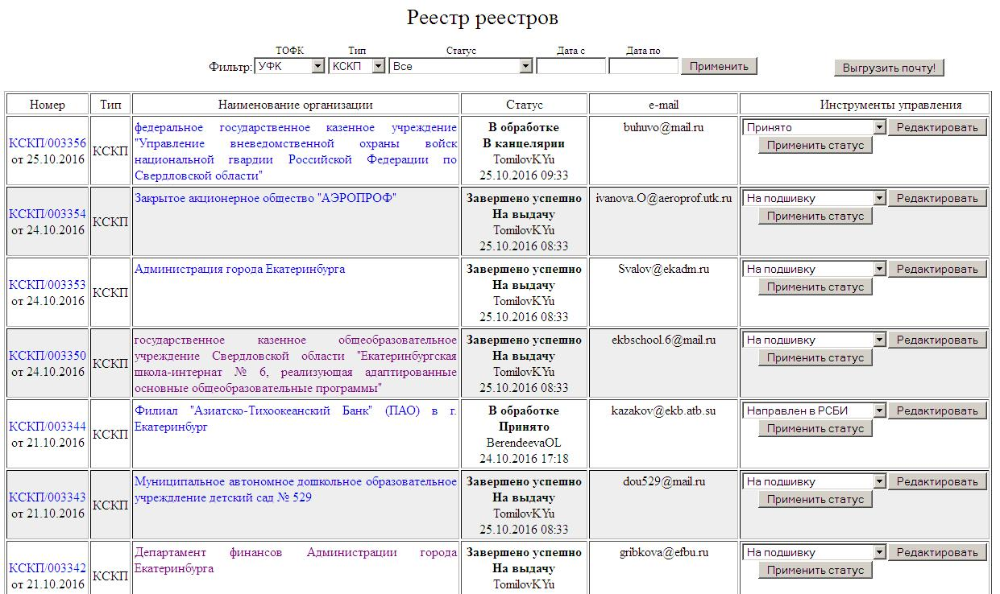 Реестр реестров
ТОФК Тип Статус Дата с Дата по
Фильтр: УФК КСКП Все Применить Выгрузить почту!
Номер Тип Наименование организации Статус e-mail Инструменты управления
КСКП/003356
от 25.10.2016
КСКП
федеральное государственное казенное учреждение
"Управление вневедомственной охраны войск
национальной гвардии Российской Федерации по
Свердловской области"
В обработке
В канцелярии
TomilovKYu
25.10.2016 09:33
buhuvo@mail.ru
Принято Редактировать
Применить статус
КСКП/003354
от 24.10.2016
КСКП
Закрытое акционерное общество "АЭРОПРОФ"
Завершено успешно
На выдачу
TomilovKYu
25.10.2016 08:33
ivanova.O@aeroprof.utk.ru
На подшивку Редактировать
Применить статус
КСКП/003353
от 24.10.2016
КСКП
Администрация города Екатеринбурга
Завершено успешно
На выдачу
TomilovKYu
25.10.2016 08:33
Svalov@ekadm.ru
На подшивку Редактировать
Применить статус
КСКП/003350
от 24.10.2016
КСКП
государственное казенное общеобразовательное
учреждение Свердловской области "Екатеринбургская
школа-интернат № 6, реализующая адаптированные
основные общеобразовательные программы"
Завершено успешно
На выдачу
TomilovKYu
25.10.2016 08:33
ekbschool.6@mail.ru
На подшивку Редактировать
Применить статус
КСКП/003344
от 21.10.2016
КСКП
Филиал "Азиатско-Тихоокеанский Банк" (ПАО) в г.
Екатеринбург
В обработке
Принято
BerendeevaOL
24.10.2016 17:18
kazakov@ekb.atb.su
Направлен в РСБИ Редактировать
Применить статус
КСКП/003343
от 21.10.2016
КСКП
Муниципальное автономное дошкольное образовательное
учреждление детский сад № 529
Завершено успешно
На выдачу
TomilovKYu
25.10.2016 08:33
dou529@mail.ru
На подшивку Редактировать
Применить статус
КСКП/003342
от 21.10.2016
КСКП
Департамент финансов Администрации города
Екатеринбурга
Завершено успешно
На выдачу
TomilovKYu
gribkova@efbu.ru
На подшивку Редактировать
Применить статус